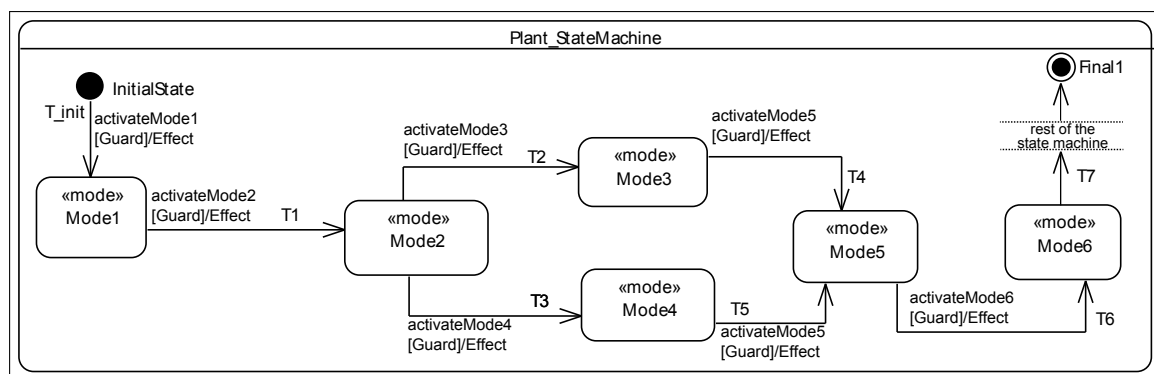 Plant_StateMachine
InitialState
Final1
T_init
activateMode1
[Guard]/Effect
activateMode3
[Guard]/Effect
T2
activateMode5
[Guard]/Effect
rest of the
state machine
«mode»
Mode1
activateMode2
[Guard]/Effect
T1
«mode»
Mode2
«mode»
Mode3
T4
T7
«mode»
Mode5
«mode»
Mode6
activateMode4
[Guard]/Effect
T3
«mode»
Mode4
T5
activateMode5
[Guard]/Effect
activateMode6
[Guard]/Effect
T6